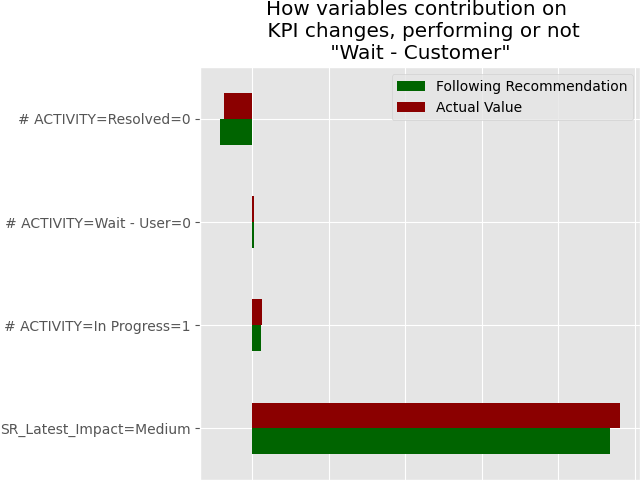 How variables contribution on
KPI changes, performing or not
"Wait - Customer"
Following Recommendation
Actual Value
# ACTIVITY=Resolved=0
# ACTIVITY=Wait - User=0
# ACTIVITY=In Progress=1
SR_Latest_Impact=Medium